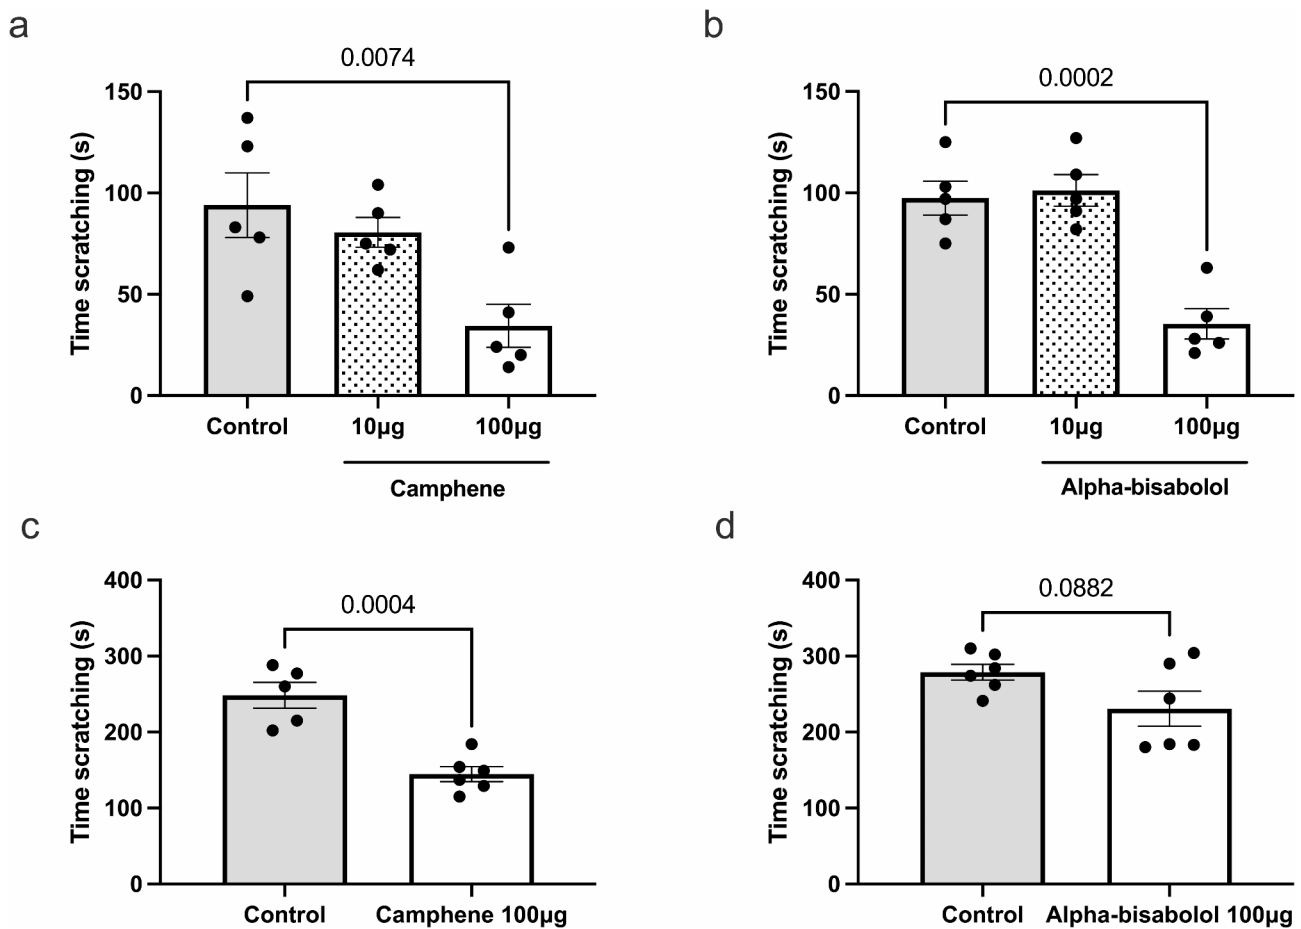 a
0.0074
Time scratching (s)
150
100
50
0
Control
10µg
100µg
Camphene
b
0.0002
Time scratching (s)
150
100
50
0
Control
10µg
100µg
Alpha-bisabolol
c
0.0004
Time scratching (s)
400
300
200
100
0
Control
Camphene 100µg
d
0.0882
Time scratching (s)
400
300
200
100
0
Control
Alpha-bisabolol 100µg